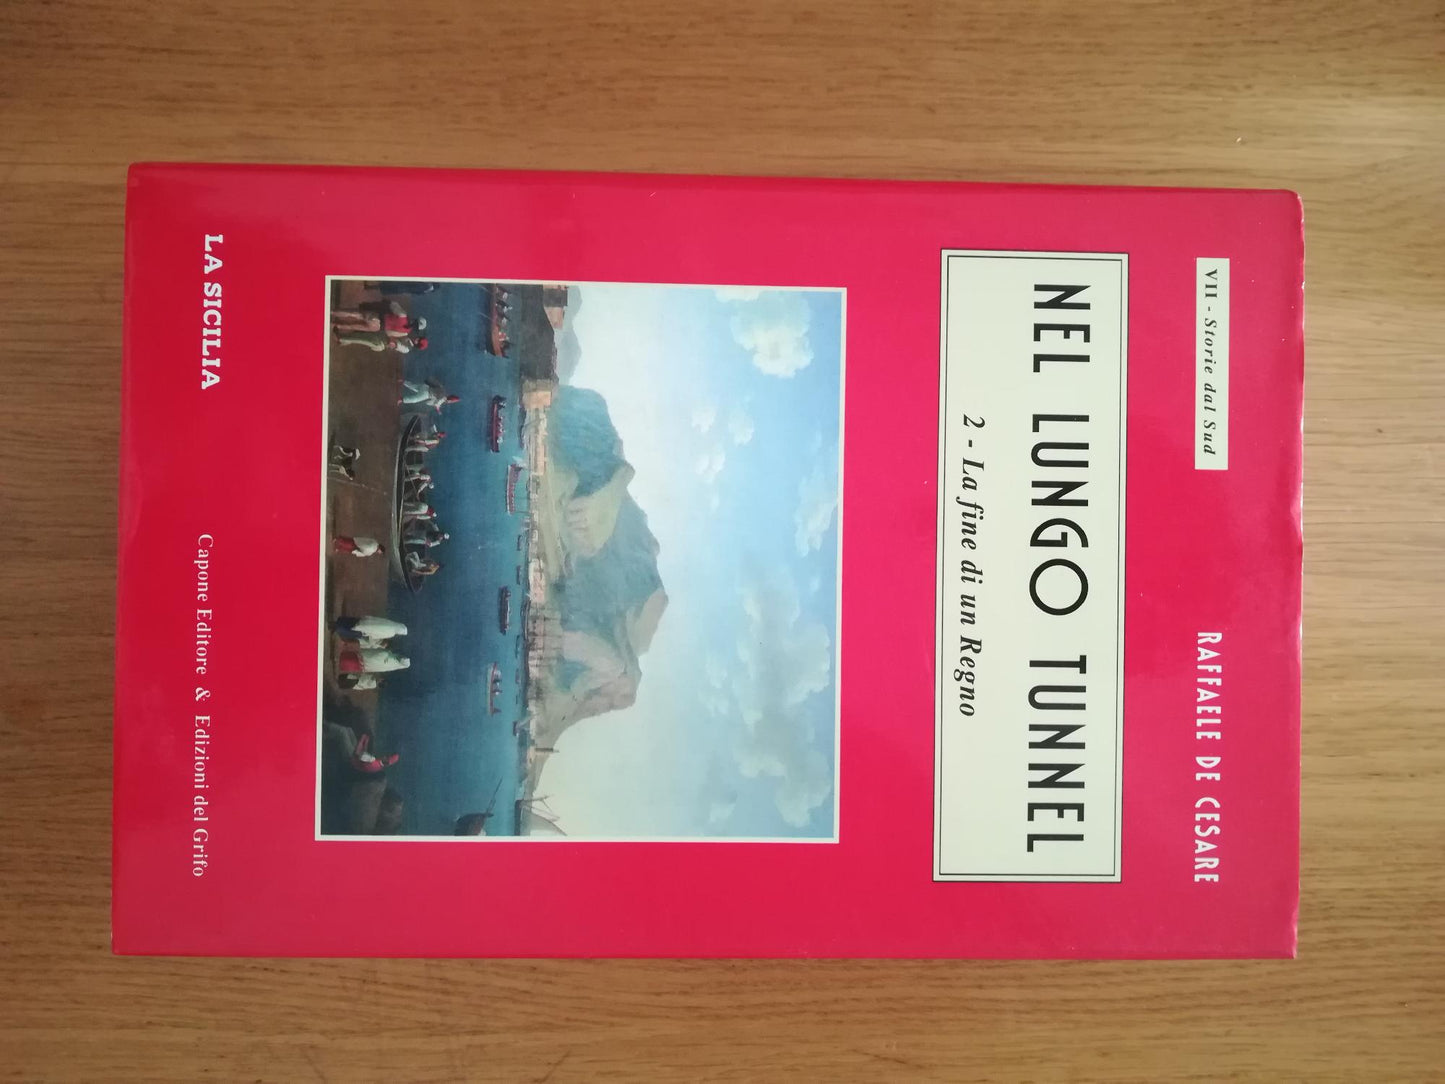 VII - Storie dal Sud
RAFFAELE DE CESARE
NEL LUNGO TUNNEL
2 - La fine di un Regno
LA SICILIA
Capone Editore & Edizioni del Grifo